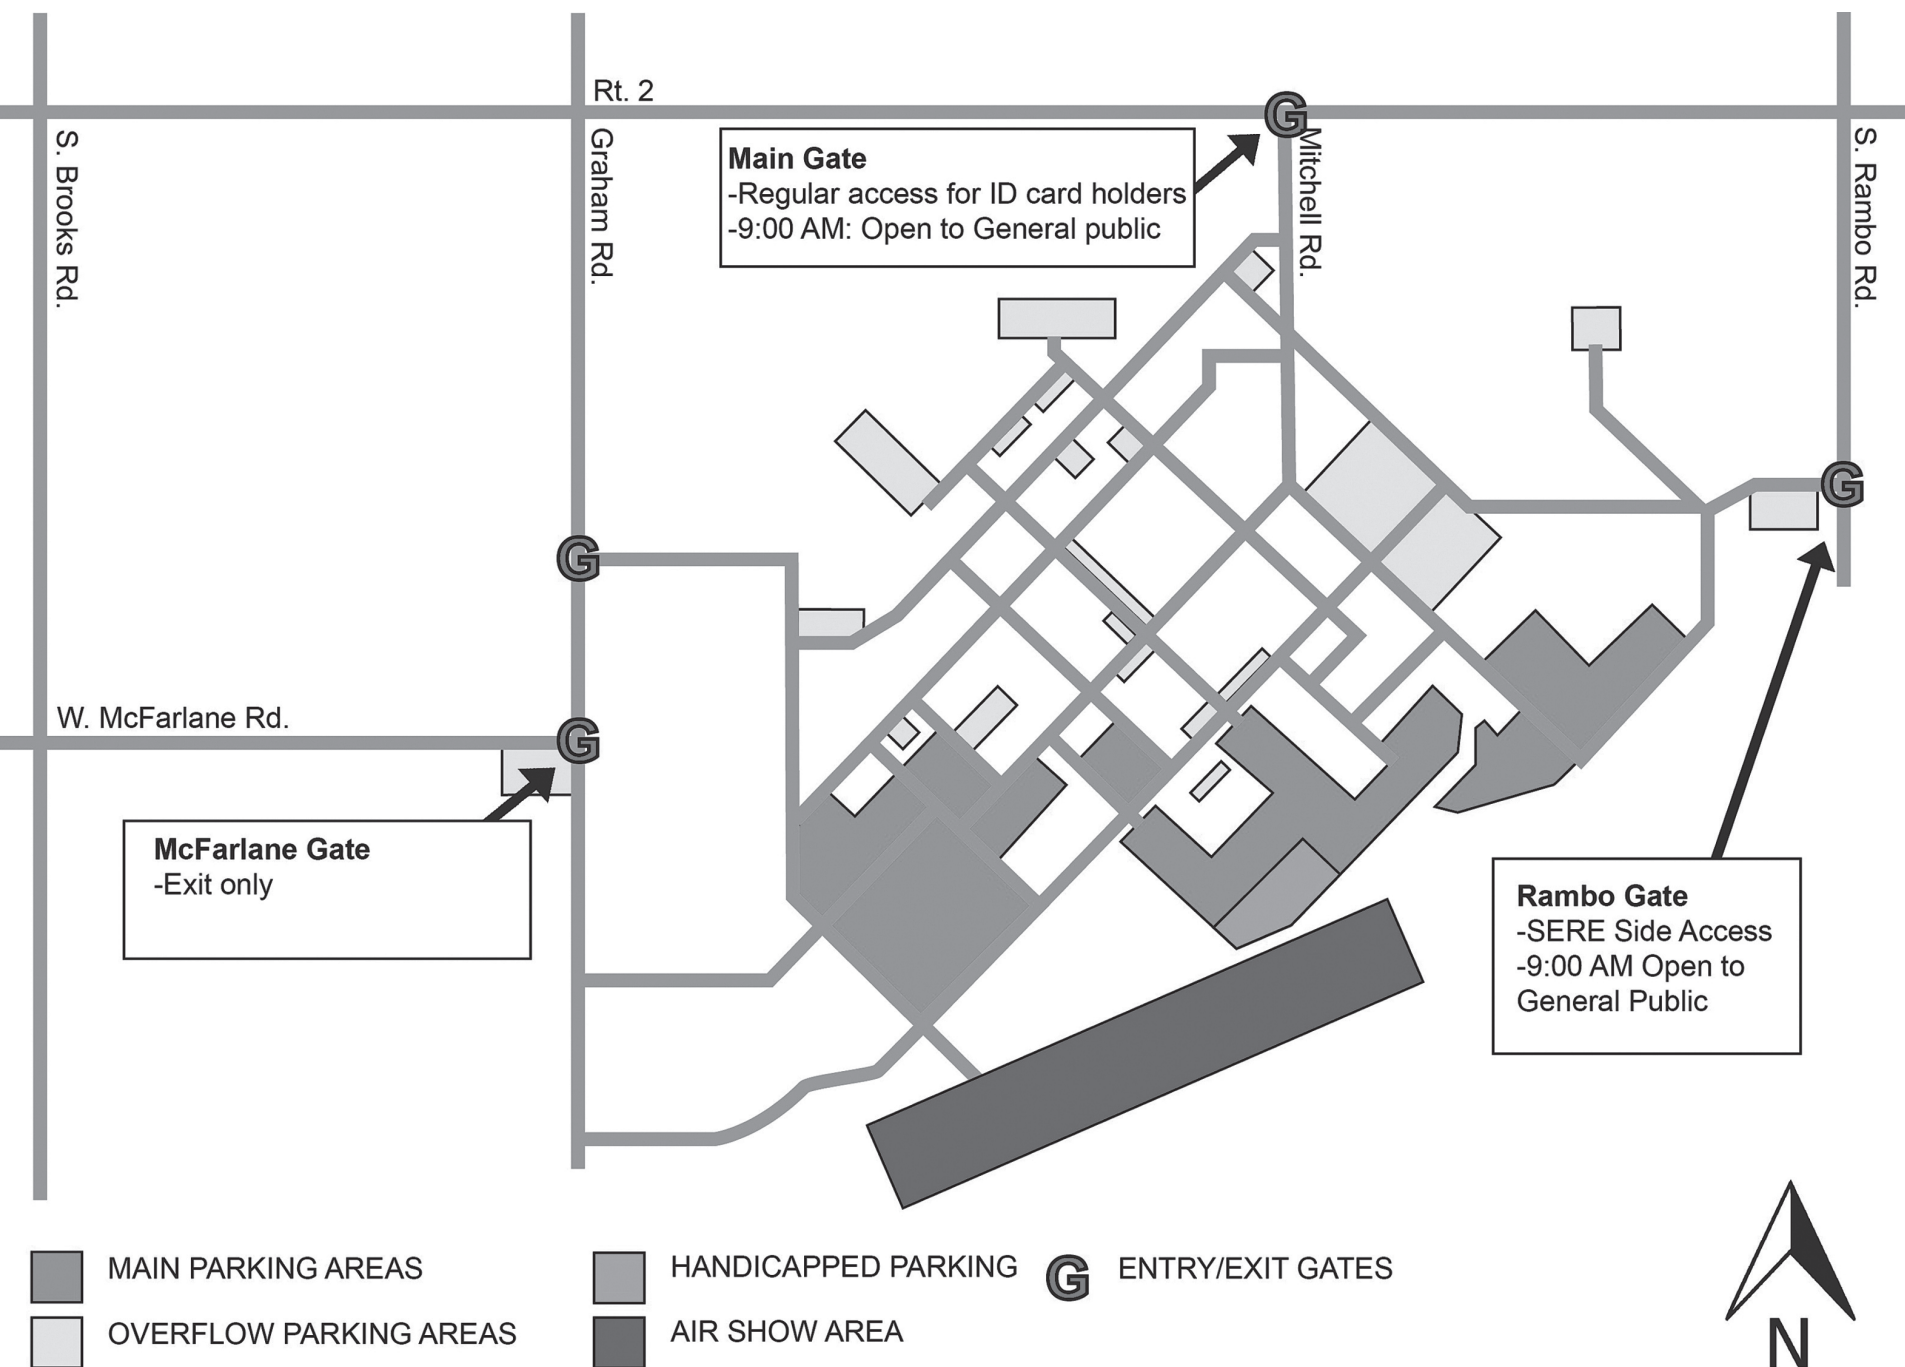 Rt. 2
S. Brooks Rd.
Graham Rd.
G
Mitchell Rd.
S. Rambo Rd.
Main Gate
-Regular access for ID card holders
-9:00 AM: Open to General public
G
G
W. McFarlane Rd.
G
McFarlane Gate
-Exit only
Rambo Gate
-SERE Side Access
-9:00 AM Open to
General Public
MAIN PARKING AREAS
HANDICAPPED PARKING
G ENTRY/EXIT GATES
OVERFLOW PARKING AREAS
AIR SHOW AREA
N